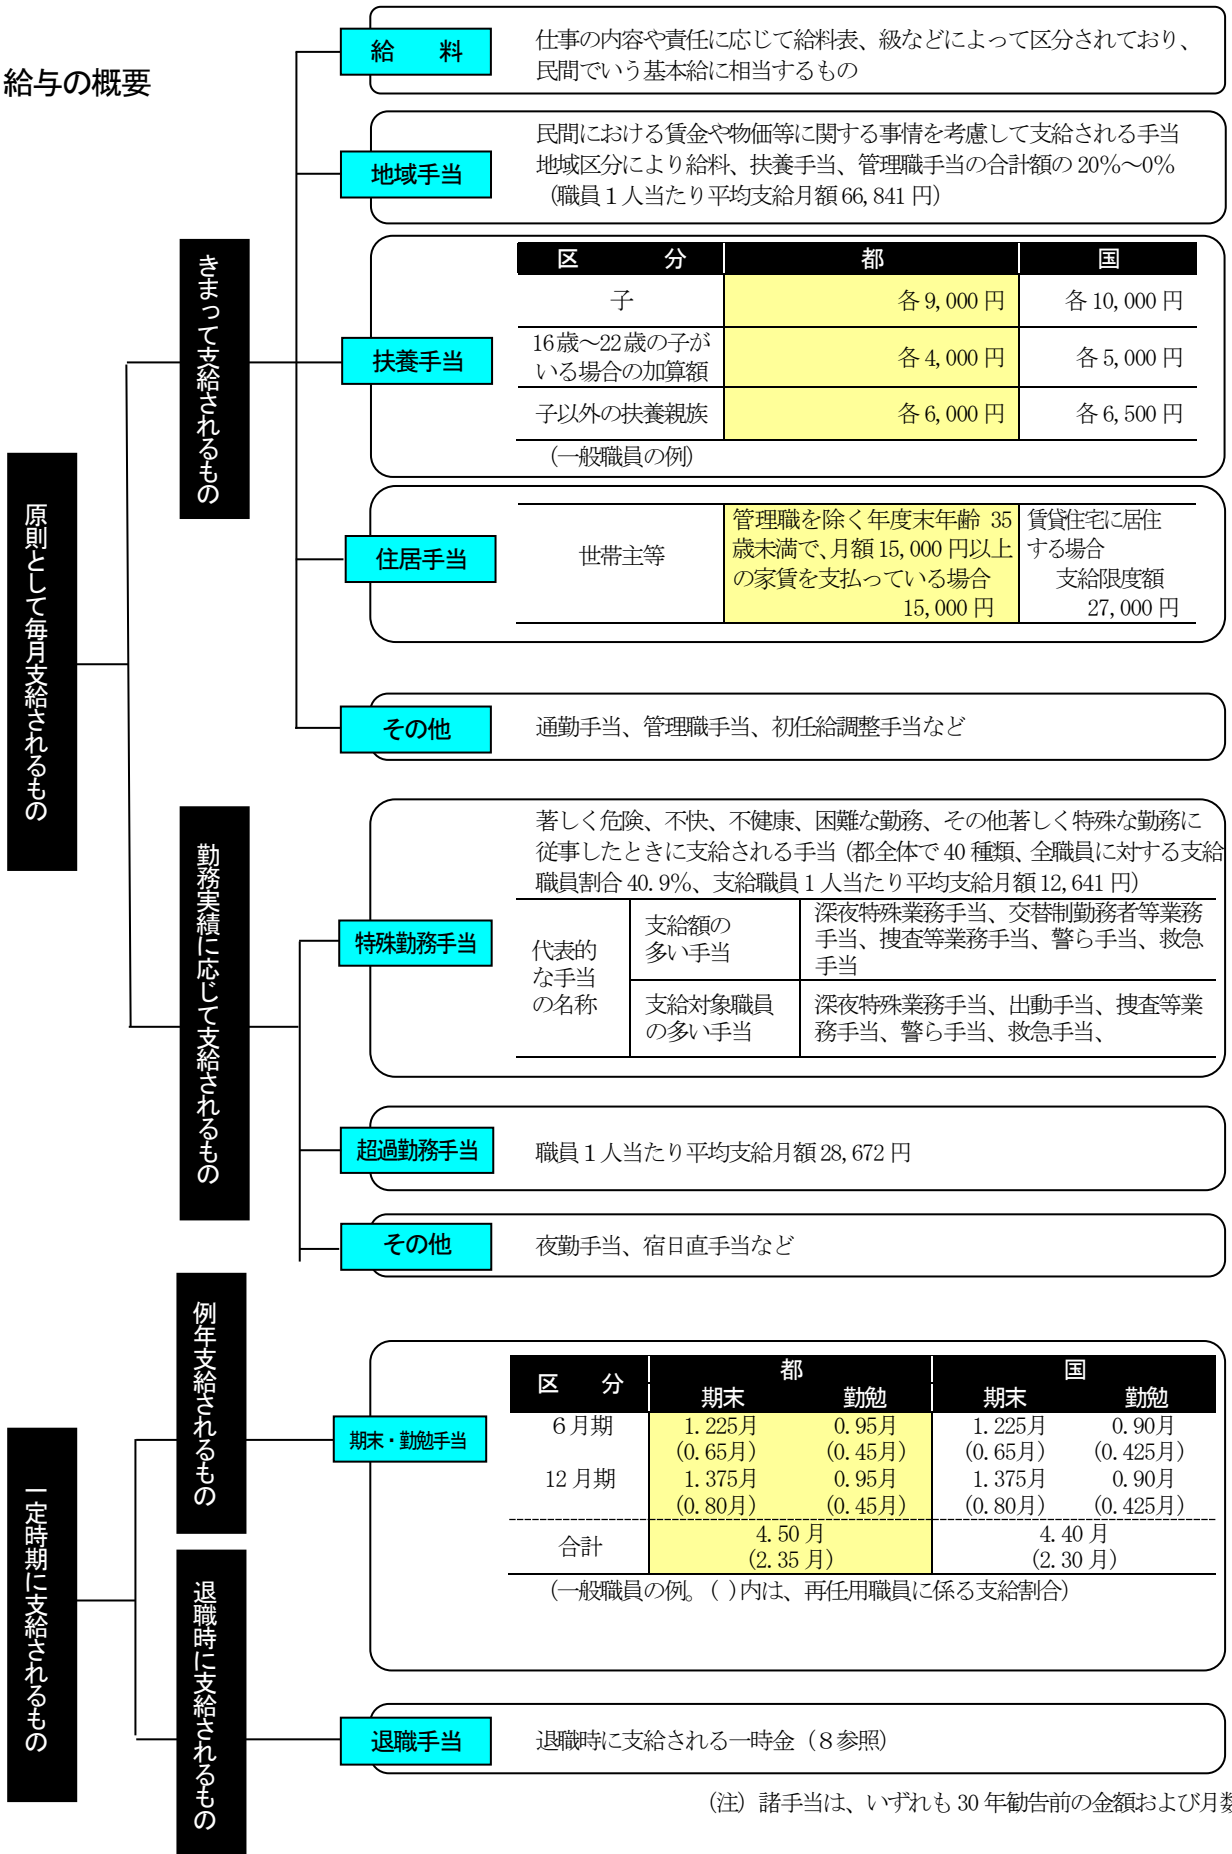 給与の概要
原則として毎月支給されるもの
きまって支給されるもの
給　料
仕事の内容や責任に応じて給料表、級などによって区分されており、
民間でいう基本給に相当するもの
地域手当
民間における賃金や物価等に関する事情を考慮して支給される手当
地域区分により給料、扶養手当、管理職手当の合計額の20%～0%
（職員１人当たり平均支給月額66,841円）
扶養手当
区　分　都　国
子　各9,000円　各10,000円
16歳～22歳の子が
いる場合の加算額　各4,000円　各5,000円
子以外の扶養親族　各6,000円　各6,500円
（一般職員の例）
住居手当
世帯主等
管理職を除く年度末年齢 35
歳未満で、月額15,000円以上
の家賃を支払っている場合
15,000円
賃貸住宅に居住
する場合
支給限度額
27,000円
その他
通勤手当、管理職手当、初任給調整手当など
勤務実績に応じて支給されるもの
特殊勤務手当
著しく危険、不快、不健康、困難な勤務、その他著しく特殊な勤務に
従事したときに支給される手当（都全体で40種類、全職員に対する支給
職員割合40.9%、支給職員１人当たり平均支給月額12,641円）
代表的
な手当
の名称
支給額の
多い手当
深夜特殊業務手当、交替制勤務者等業務
手当、捜査等業務手当、警ら手当、救急
手当
支給対象職員
の多い手当
深夜特殊業務手当、出動手当、捜査等業
務手当、警ら手当、救急手当、
超過勤務手当
職員１人当たり平均支給月額28,672円
その他
夜勤手当、宿日直手当など
一定時期に支給されるもの
例年支給されるもの
期末・勤勉手当
区　分　都　国
期末　勤勉　期末　勤勉
６月期　1.225月　0.95月　1.225月　0.90月
(0.65月)　(0.45月)　(0.65月)　(0.425月)
12月期　1.375月　0.95月　1.375月　0.90月
(0.80月)　(0.45月)　(0.80月)　(0.425月)
合計　4.50月　4.40月
(2.35月)　(2.30月)
（一般職員の例。( )内は、再任用職員に係る支給割合）
退職時に支給されるもの
退職手当
退職時に支給される一時金（８参照）
（注）諸手当は、いずれも30年勧告前の金額および月数